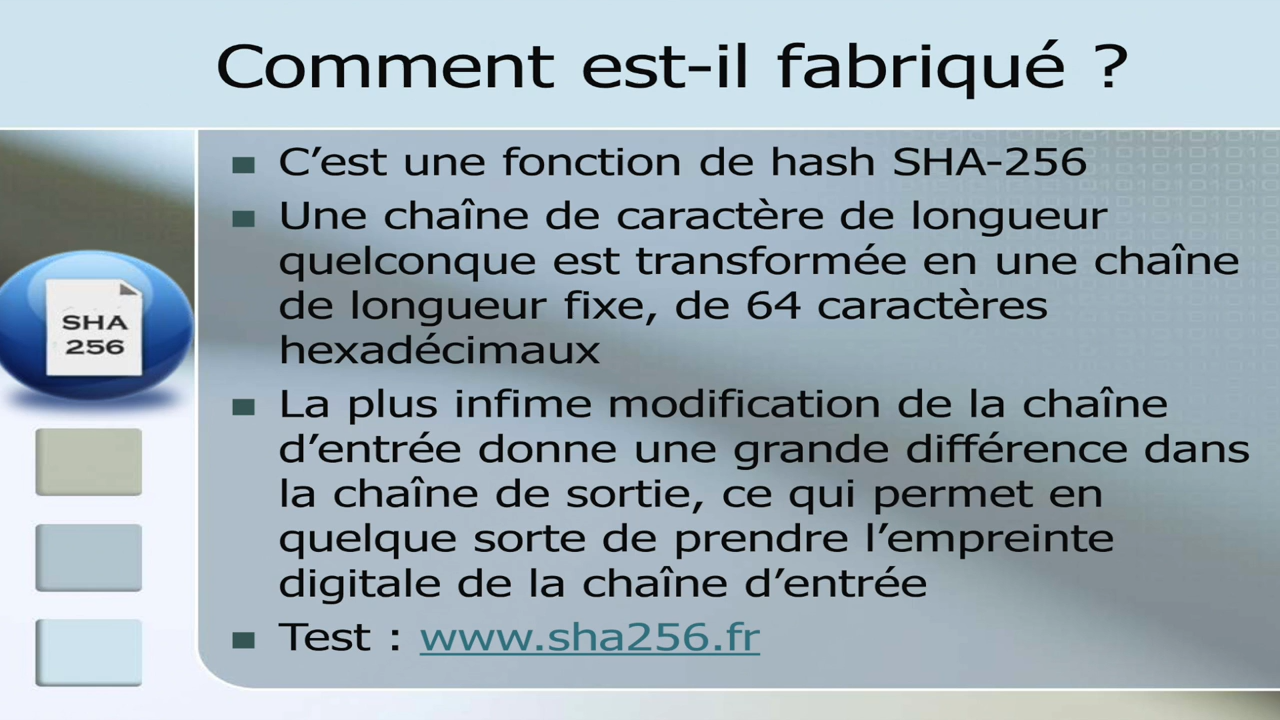 Comment est-il fabriqué ?
C’est une fonction de hash SHA-256
Une chaîne de caractère de longueur
quelconque est transformée en une chaîne
de longueur fixe, de 64 caractères
hexadécimaux
La plus infime modification de la chaîne
d’entrée donne une grande différence dans
la chaîne de sortie, ce qui permet en
quelque sorte de prendre l’empreinte
digitale de la chaîne d’entrée
Test : www.sha256.fr
SHA
256